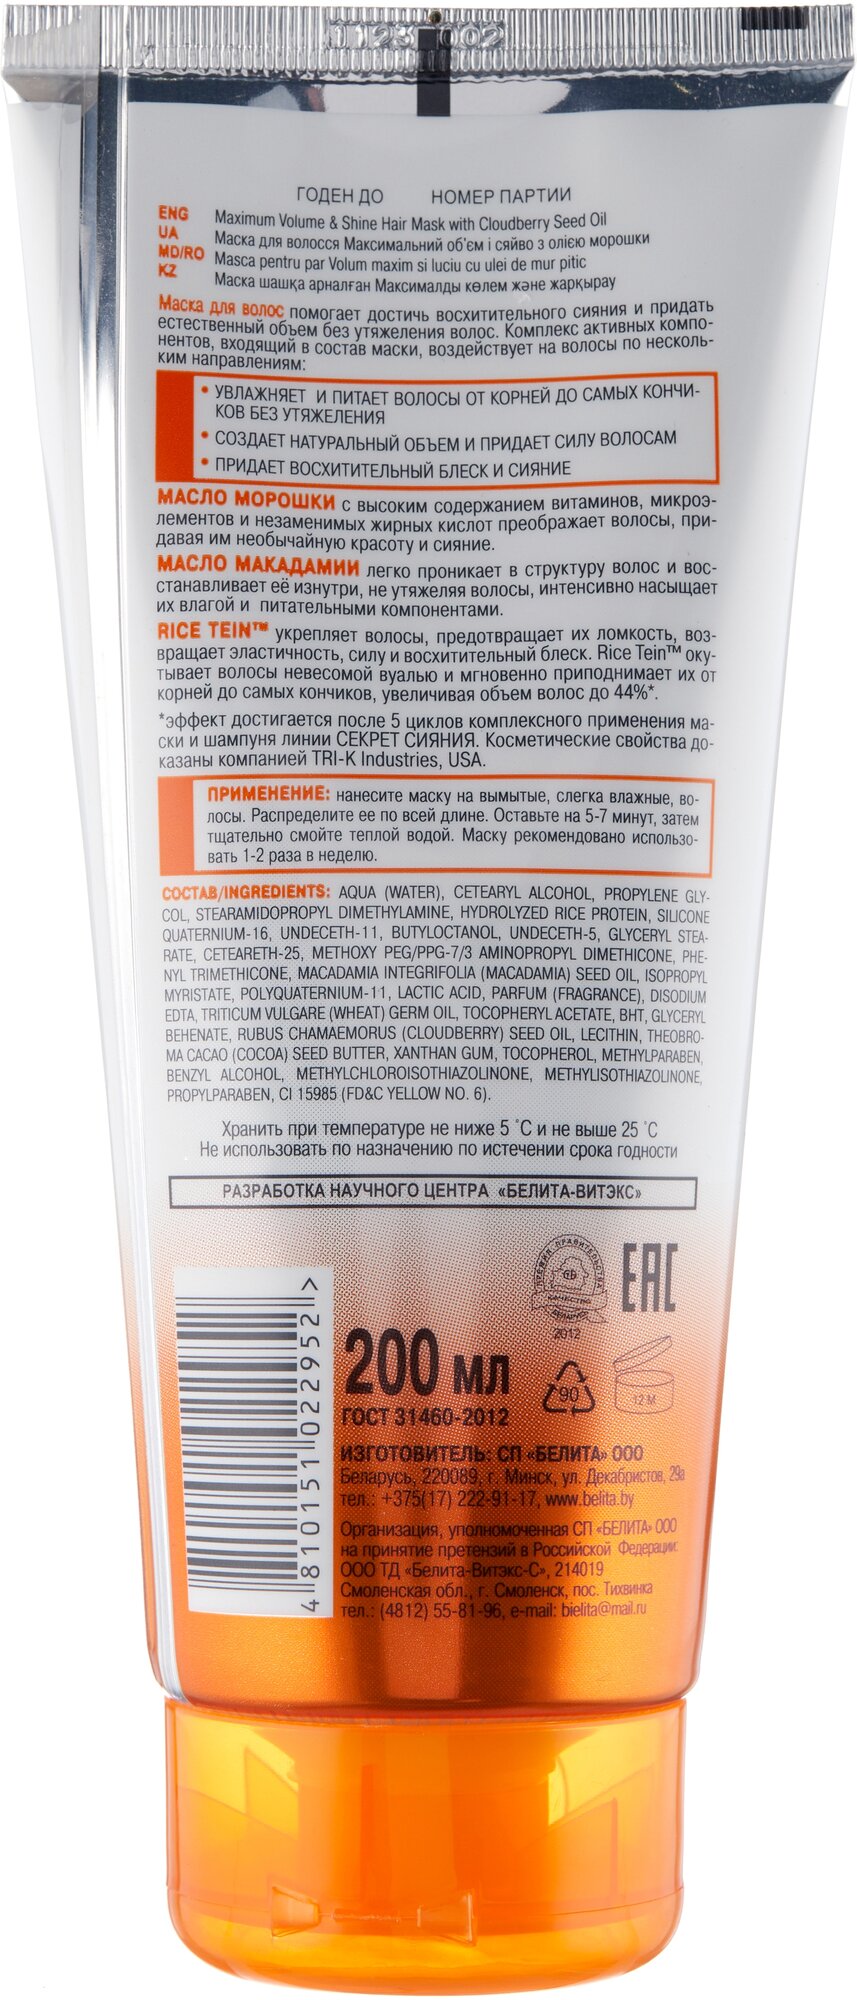 ГОДЕН ДО НОМЕР ПАРТИИ
ENG Maximum Volume & Shine Hair Mask with Cloudberry Seed Oil
UA Маска для волосся Максимальний об'єм і сяйво з олією морошки
MD/RO Masca pentru par Volum maxim si luciu cu ulei de mur pitic
KZ Маска шашқа арналған Максималды көлем және жарқырау
Маска для волос помогает достичь восхитительного сияния и придать
естественный объем без утяжеления волос. Комплекс активных компо-
нентов, входящий в состав маски, воздействует на волосы по несколь-
ким направлениям:
• УВЛАЖНЯЕТ И ПИТАЕТ ВОЛОСЫ ОТ КОРНЕЙ ДО САМЫХ КОНЧИ-
КОВ БЕЗ УТЯЖЕЛЕНИЯ
• СОЗДАЕТ НАТУРАЛЬНЫЙ ОБЪЕМ И ПРИДАЕТ СИЛУ ВОЛОСАМ
• ПРИДАЕТ ВОСХИТИТЕЛЬНЫЙ БЛЕСК И СИЯНИЕ
МАСЛО МОРОШКИ с высоким содержанием витаминов, микроэ-
лементов и незаменимых жирных кислот преображает волосы, при-
давая им необычайную красоту и сияние.
МАСЛО МАКАДАМИИ легко проникает в структуру волос и вос-
станавливает её изнутри, не утяжеляя волосы, интенсивно насыщает
их влагой и питательными компонентами.
RICE TEIN™ укрепляет волосы, предотвращает их ломкость, воз-
вращает эластичность, силу и восхитительный блеск. Rice Tein™ оку-
тывает волосы невесомой вуалью и мгновенно приподнимает их от
корней до самых кончиков, увеличивая объем волос до 44%*.
*эффект достигается после 5 циклов комплексного применения ма-
ски и шампуня линии СЕКРЕТ СИЯНИЯ. Косметические свойства до-
казаны компанией TRI-K Industries, USA.
ПРИМЕНЕНИЕ: нанесите маску на вымытые, слегка влажные, во-
лосы. Распределите ее по всей длине. Оставьте на 5-7 минут, затем
тщательно смойте теплой водой. Маску рекомендовано использо-
вать 1-2 раза в неделю.
СОСТАВ/INGREDIENTS: AQUA (WATER), CETEARYL ALCOHOL, PROPYLENE GLY-
COL, STEARAMIDOPROPYL DIMETHYLAMINE, HYDROLYZED RICE PROTEIN, SILICONE
QUATERNIUM-16, UNDECETH-11, BUTYLOCTANOL, UNDECETH-5, GLYCERYL STEA-
RATE, CETEARETH-25, METHOXY PEG/PPG-7/3 AMINOPROPYL DIMETHICONE, PHE-
NYL TRIMETHICONE, MACADAMIA INTEGRIFOLIA (MACADAMIA) SEED OIL, ISOPROPYL
MYRISTATE, POLYQUATERNIUM-11, LACTIC ACID, PARFUM (FRAGRANCE), DISODIUM
EDTA, TRITICUM VULGARE (WHEAT) GERM OIL, TOCOPHERYL ACETATE, BHT, GLYCERYL
BEHENATE, RUBUS CHAMAEMORUS (CLOUDBERRY) SEED OIL, LECITHIN, THEOBRO-
MA CACAO (COCOA) SEED BUTTER, XANTHAN GUM, TOCOPHEROL, METHYLPARABEN,
BENZYL ALCOHOL, METHYLCHLOROISOTHIAZOLINONE, METHYLISOTHIAZOLINONE,
PROPYLPARABEN, CI 15985 (FD&C YELLOW NO. 6).
Хранить при температуре не ниже 5 °С и не выше 25 °С
Не использовать по назначению по истечении срока годности
РАЗРАБОТКА НАУЧНОГО ЦЕНТРА «БЕЛИТА-ВИТЭКС»
ПРЕМИЯ ПРАВИТЕЛЬСТВА
КАЧЕСТВО
БЕЛАРУСЬ
2012
EAC
200 мл
ГОСТ 31460-2012
90
12 M
4 810151 022952 >
ИЗГОТОВИТЕЛЬ: СП «БЕЛИТА» ООО
Беларусь, 220089, г. Минск, ул. Декабристов, 29а
тел.: +375(17) 222-91-17, www.belita.by
Организация, уполномоченная СП «БЕЛИТА» ООО
на принятие претензий в Российской Федерации:
ООО ТД «Белита-Витэкс-С», 214019
Смоленская обл., г. Смоленск, пос. Тихвинка
тел.: (4812) 55-81-96, e-mail: bielita@mail.ru